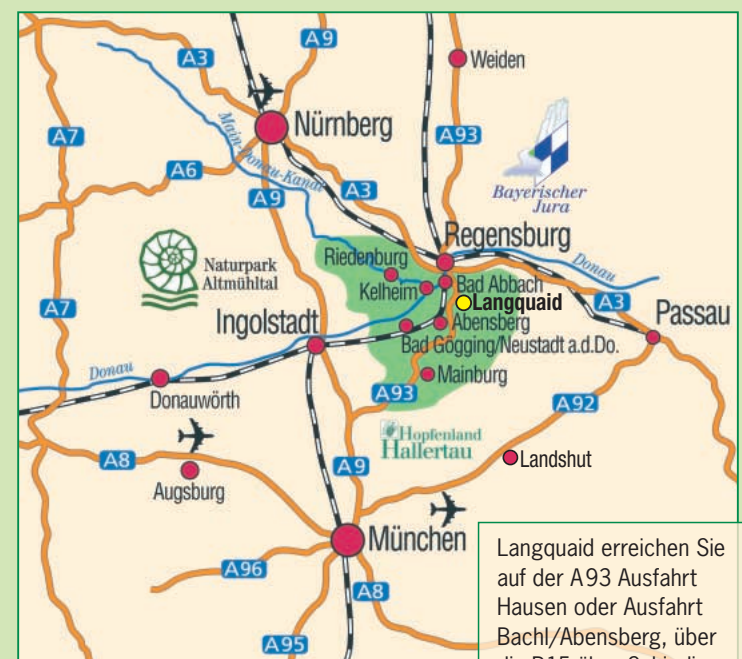 A9
A3
Weiden
A7
Nürnberg
A93
Main-Donau-Kanal
A6
A3
A9
Bayerischer
Jura
Regensburg
Riedenburg
Donau
Naturpark
Altmühltal
Bad Abbach
Kelheim
Langquaid
A3
A7
Ingolstadt
Abensberg
Passau
Bad Gögging/Neustadt a.d.Do.
Donau
Mainburg
Donauwörth
A93
A92
Hopfenland
Hallertau
A8
A9
Landshut
Augsburg
München
A96
A8
A95
Langquaid erreichen Sie
auf der A93 Ausfahrt
Hausen oder Ausfahrt
Bachl/Abensberg, über